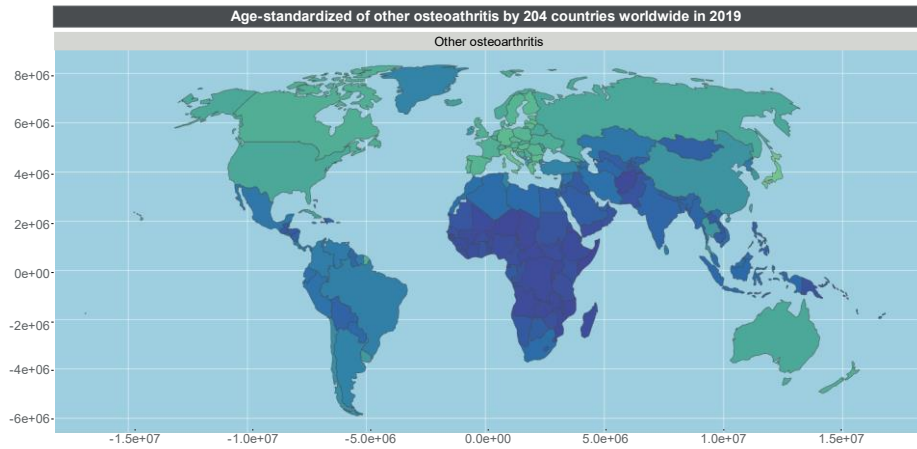 Age-standardized of other osteoathritis by 204 countries worldwide in 2019
Other osteoarthritis
8e+06
6e+06
4e+06
2e+06
0e+00
-2e+06
-4e+06
-6e+06
-1.5e+07 -1.0e+07 -5.0e+06 0.0e+00 5.0e+06 1.0e+07 1.5e+07